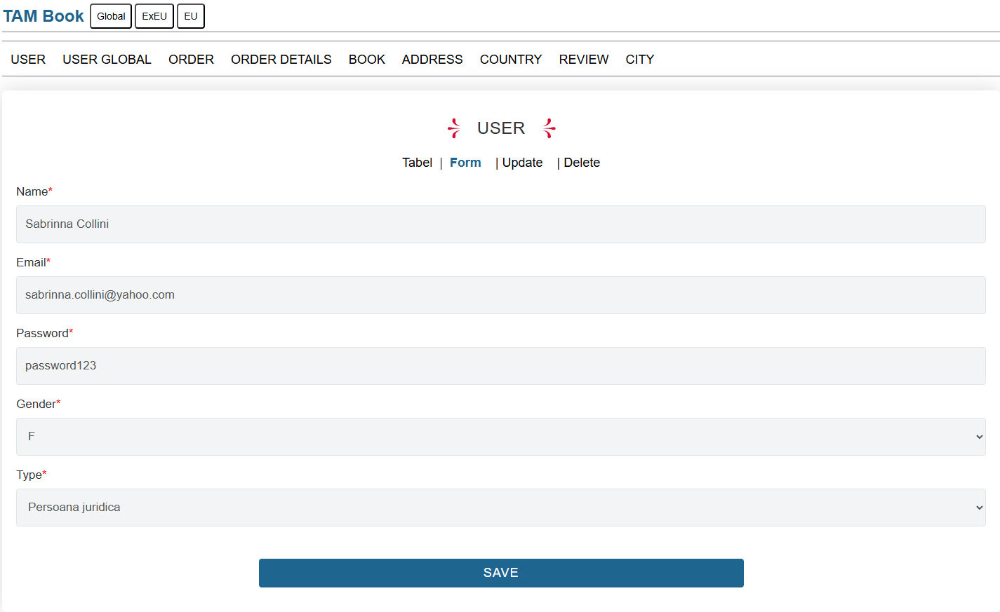 TAM Book Global ExEU EU
USER USER GLOBAL ORDER ORDER DETAILS BOOK ADDRESS COUNTRY REVIEW CITY
USER
Tabel | Form | Update | Delete
Name*
Sabrinna Collini
Email*
sabrinna.collini@yahoo.com
Password*
password123
Gender*
F
Type*
Persoana juridica
SAVE